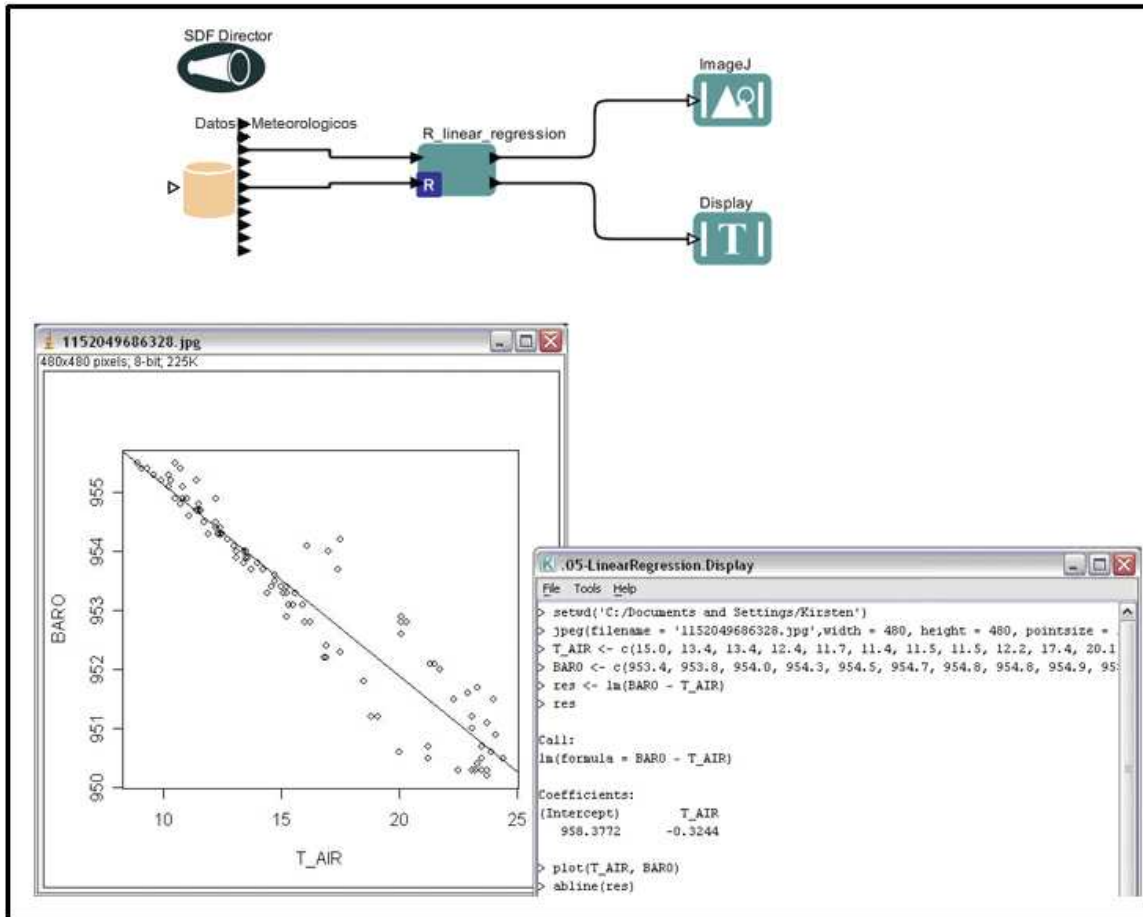 SDF Director
ImageJ
Datos Meteorologicos
R_linear_regression
R
Display
T
1152049686328.jpg
480x480 pixels; 8-bit; 225K
955
954
953
952
951
950
BARO
10 15 20 25
T_AIR
.05-LinearRegression.Display
File Tools Help
> setwd('C:/Documents and Settings/Kirsten')
> jpeg(filename = '1152049686328.jpg',width = 480, height = 480, pointsize =
> T_AIR <- c(15.0, 13.4, 13.4, 12.4, 11.7, 11.4, 11.5, 11.5, 12.2, 17.4, 20.1
> BARO <- c(953.4, 953.8, 954.0, 954.3, 954.5, 954.7, 954.8, 954.8, 954.9, 95
> res <- lm(BARO ~ T_AIR)
> res
Call:
lm(formula = BARO ~ T_AIR)
Coefficients:
(Intercept) T_AIR
958.3772 -0.3244
> plot(T_AIR, BARO)
> abline(res)